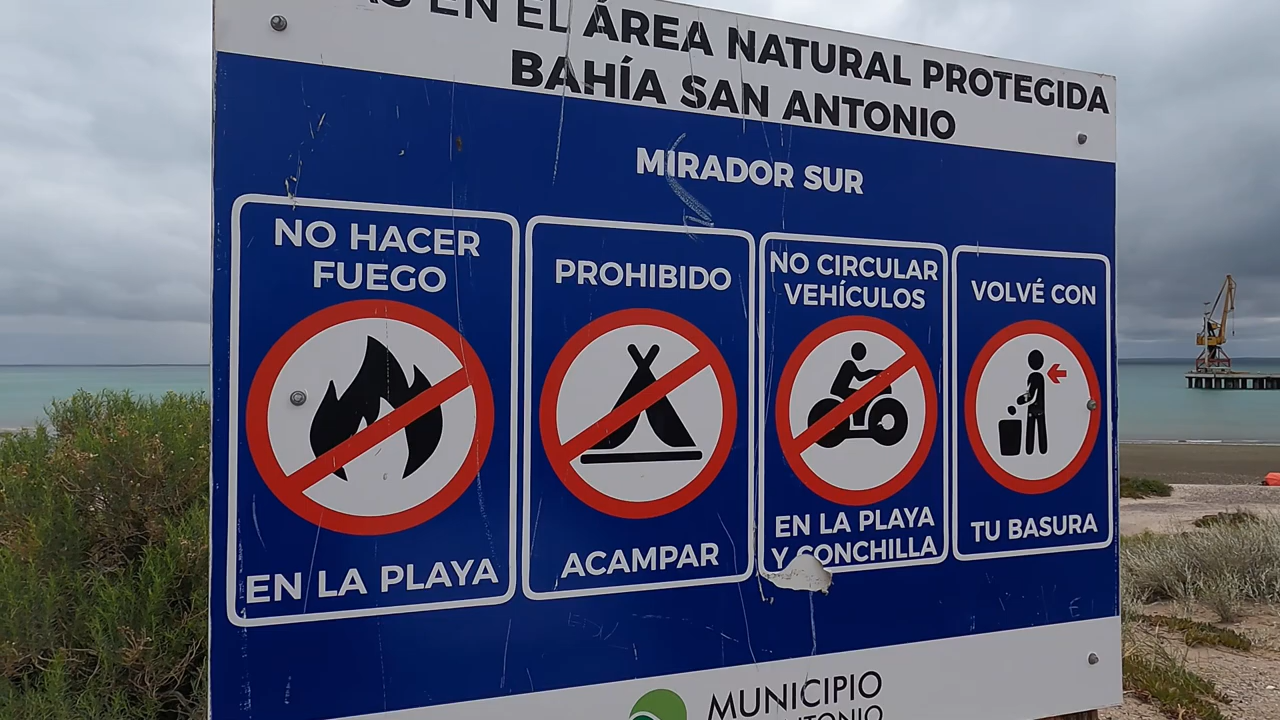 EN EL ÁREA NATURAL PROTEGIDA
BAHÍA SAN ANTONIO
MIRADOR SUR
NO HACER
FUEGO
EN LA PLAYA
PROHIBIDO
ACAMPAR
NO CIRCULAR
VEHÍCULOS
EN LA PLAYA
Y CONCHILLA
VOLVÉ CON
TU BASURA
MUNICIPIO